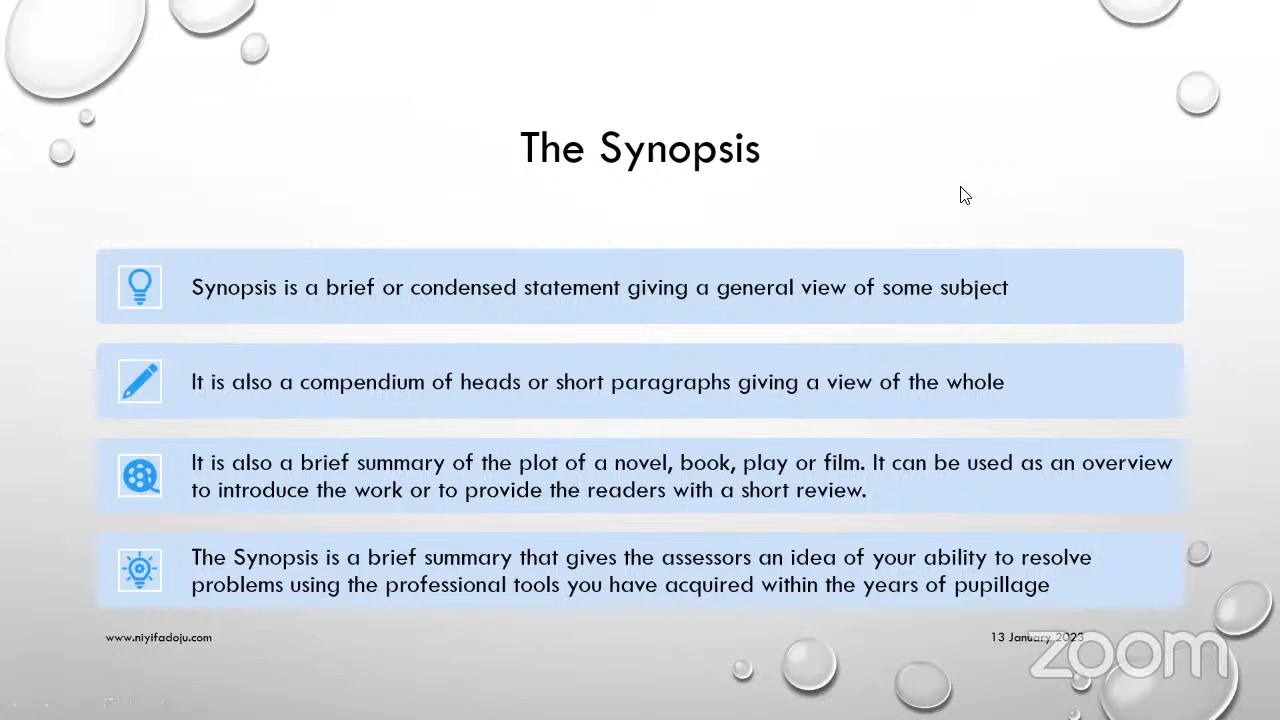 The Synopsis
Synopsis is a brief or condensed statement giving a general view of some subject
It is also a compendium of heads or short paragraphs giving a view of the whole
It is also a brief summary of the plot of a novel, book, play or film. It can be used as an overview
to introduce the work or to provide the readers with a short review.
The Synopsis is a brief summary that gives the assessors an idea of your ability to resolve
problems using the professional tools you have acquired within the years of pupillage
www.niyifadoju.com
13 January 2023
zoom